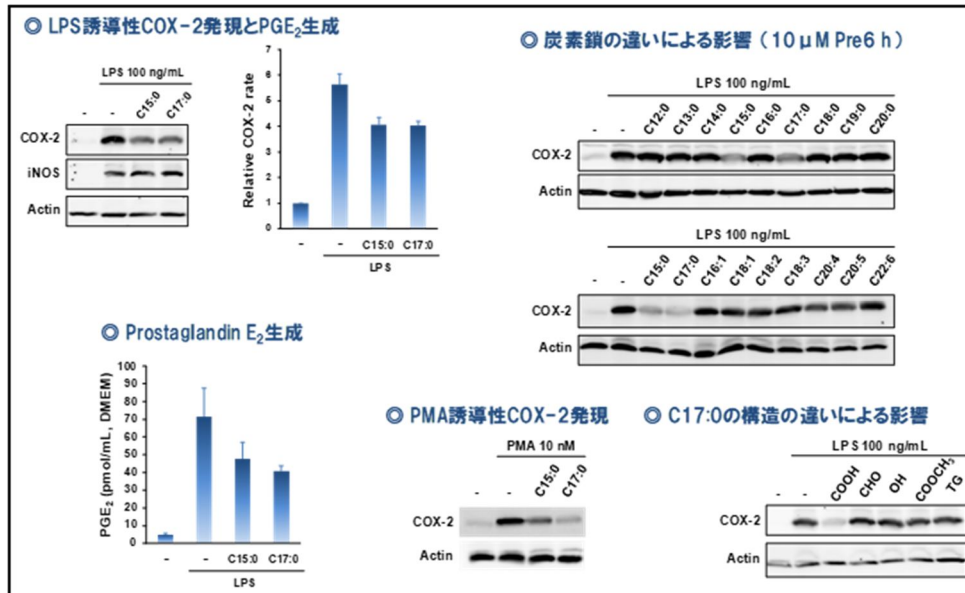 ◎ LPS誘導性COX-2発現とPGE₂生成
LPS 100 ng/mL
- - C15:0 C17:0
COX-2
iNOS
Actin
Relative COX-2 rate
7
6
5
4
3
2
1
0
- - C15:0 C17:0
LPS
◎ 炭素鎖の違いによる影響（10 μM Pre6 h）
LPS 100 ng/mL
- - C12:0 C13:0 C14:0 C15:0 C16:0 C17:0 C18:0 C19:0 C20:0
COX-2
Actin
LPS 100 ng/mL
- - C15:0 C17:0 C16:1 C18:1 C18:2 C18:3 C20:4 C20:5 C22:6
COX-2
Actin
◎ Prostaglandin E₂生成
PGE₂ (pmol/mL, DMEM)
100
90
80
70
60
50
40
30
20
10
0
- - C15:0 C17:0
LPS
◎ PMA誘導性COX-2発現
PMA 10 nM
- - C15:0 C17:0
COX-2
Actin
◎ C17:0の構造の違いによる影響
LPS 100 ng/mL
- - COOH CHO OH COOCH₃ TG
COX-2
Actin